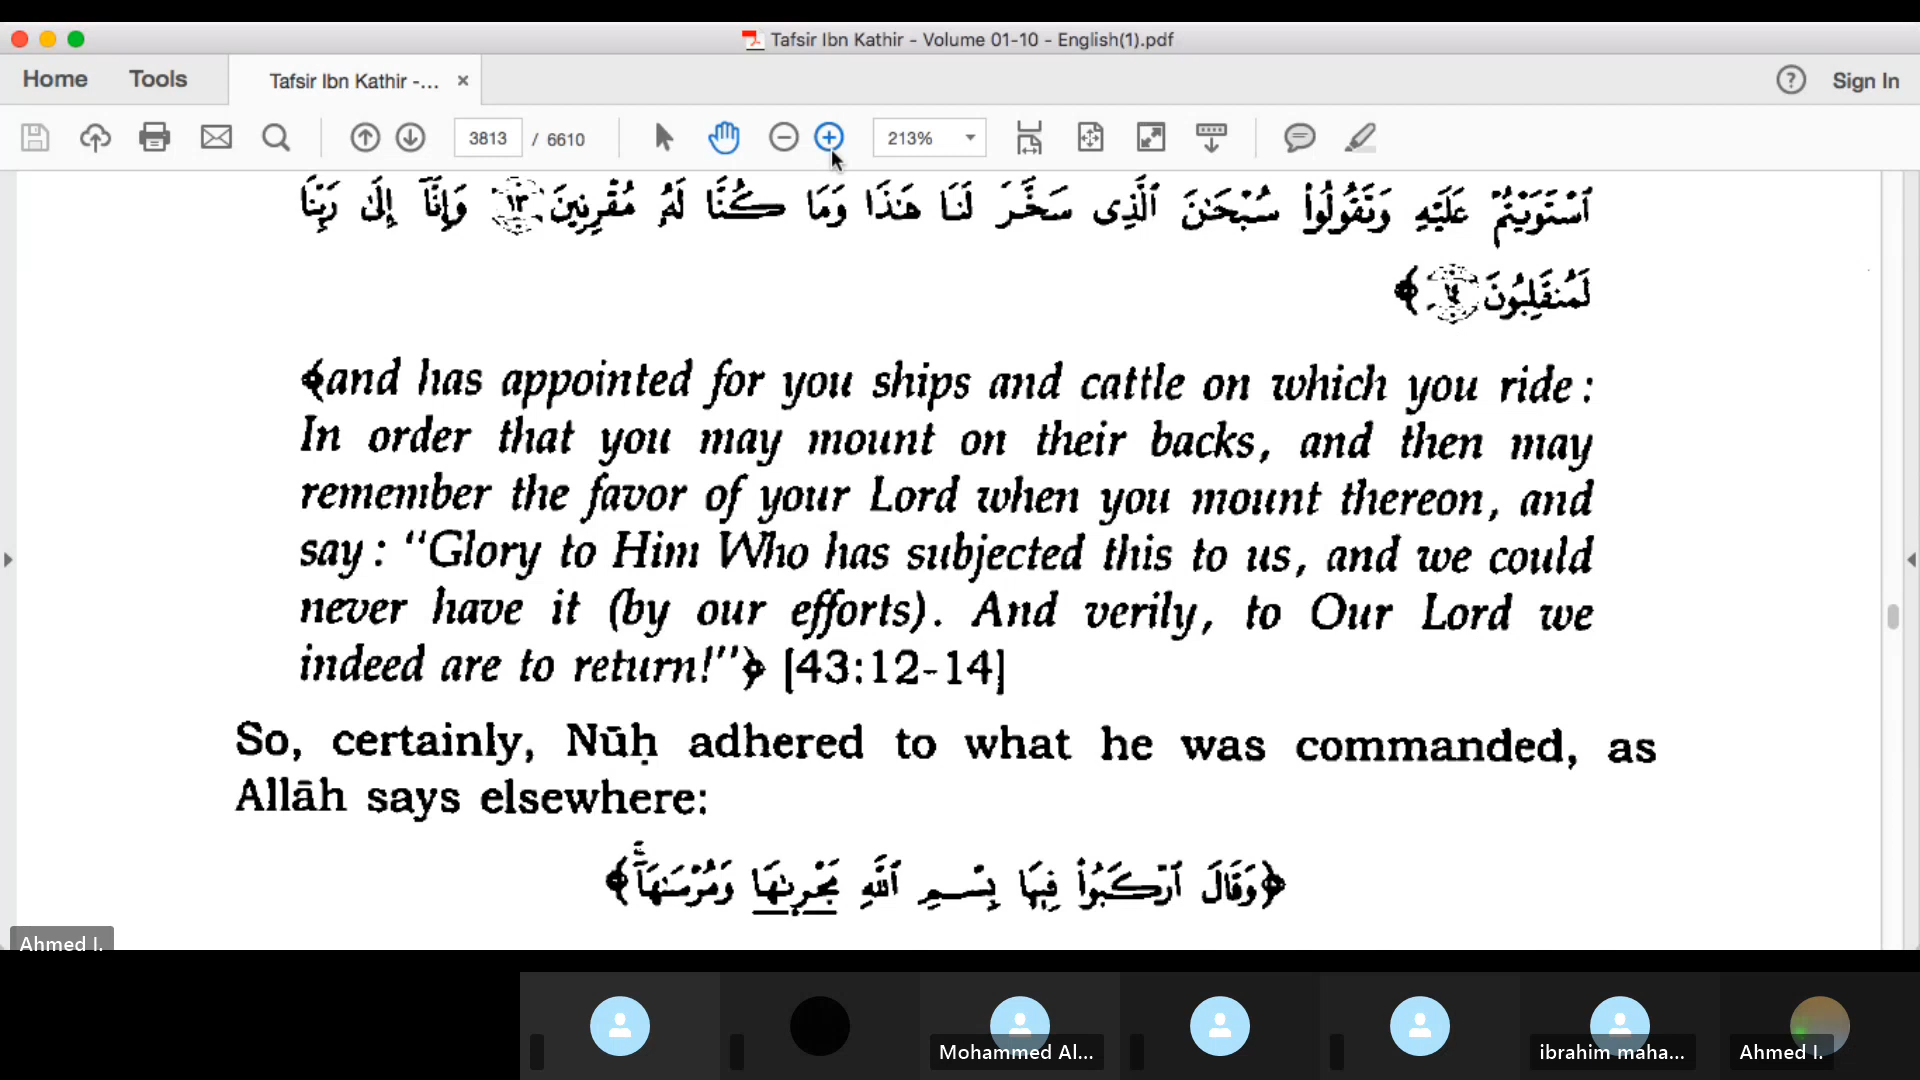 Tafsir Ibn Kathir - Volume 01-10 - English(1).pdf
Home Tools Tafsir Ibn Kathir -... × ? Sign In
3813 / 6610 213%
ٱسْتَوَيْتُمْ عَلَيْهِ وَتَقُولُوا۟ سُبْحَٰنَ ٱلَّذِى سَخَّرَ لَنَا هَٰذَا وَمَا كُنَّا لَهُۥ مُقْرِنِينَ ١٣ وَإِنَّآ إِلَىٰ رَبِّنَا
لَمُنقَلِبُونَ ١٤ ﴾
﴿and has appointed for you ships and cattle on which you ride :
In order that you may mount on their backs, and then may
remember the favor of your Lord when you mount thereon, and
say : "Glory to Him Who has subjected this to us, and we could
never have it (by our efforts). And verily, to Our Lord we
indeed are to return!"﴾ [43:12-14]
So, certainly, Nūḥ adhered to what he was commanded, as
Allāh says elsewhere:
﴿وَقَالَ ٱرْكَبُوا۟ فِيهَا بِسْمِ ٱللَّهِ مَجْر۪ىٰهَا وَمُرْسَىٰهَآ﴾
Ahmed I.
Mohammed Al... ibrahim maha... Ahmed I.